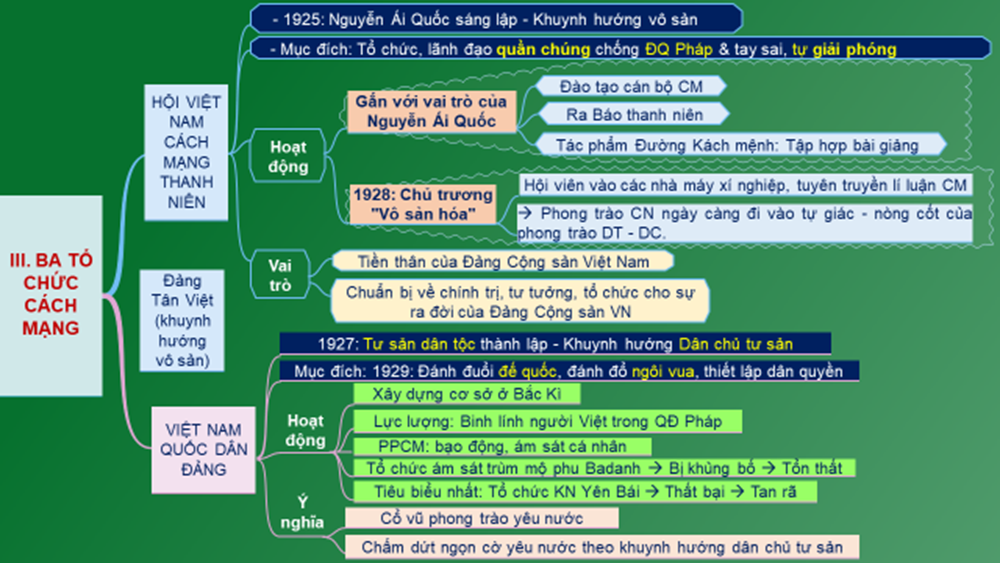 III. BA TỔ
CHỨC
CÁCH
MẠNG
HỘI VIỆT
NAM
CÁCH
MẠNG
THANH
NIÊN
- 1925: Nguyễn Ái Quốc sáng lập - Khuynh hướng vô sản
- Mục đích: Tổ chức, lãnh đạo quần chúng chống ĐQ Pháp & tay sai, tự giải phóng
Hoạt
động
Gắn với vai trò của
Nguyễn Ái Quốc
Đào tạo cán bộ CM
Ra Báo thanh niên
Tác phẩm Đường Kách mệnh: Tập hợp bài giảng
1928: Chủ trương
"Vô sản hóa"
Hội viên vào các nhà máy xí nghiệp, tuyên truyền lí luận CM
→ Phong trào CN ngày càng đi vào tự giác - nòng cốt của
phong trào DT - DC.
Vai
trò
Tiền thân của Đảng Cộng sản Việt Nam
Chuẩn bị về chính trị, tư tưởng, tổ chức cho sự
ra đời của Đảng Cộng sản VN
Đảng
Tân Việt
(khuynh
hướng
vô sản)
VIỆT NAM
QUỐC DÂN
ĐẢNG
1927: Tư sản dân tộc thành lập - Khuynh hướng Dân chủ tư sản
Mục đích: 1929: Đánh đuổi đế quốc, đánh đổ ngôi vua, thiết lập dân quyền
Hoạt
động
Xây dựng cơ sở ở Bắc Kì
Lực lượng: Binh lính người Việt trong QĐ Pháp
PPCM: bạo động, ám sát cá nhân
Tổ chức ám sát trùm mộ phu Badanh → Bị khủng bố → Tổn thất
Tiêu biểu nhất: Tổ chức KN Yên Bái → Thất bại → Tan rã
Ý
nghĩa
Cổ vũ phong trào yêu nước
Chấm dứt ngọn cờ yêu nước theo khuynh hướng dân chủ tư sản